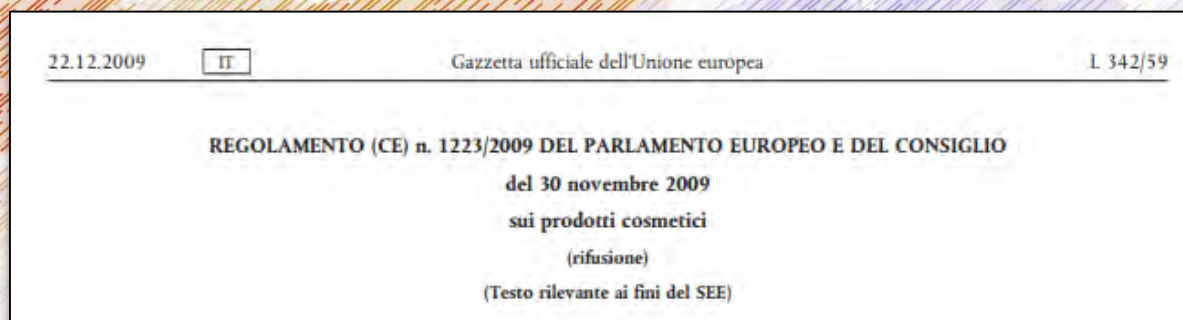 22.12.2009 IT Gazzetta ufficiale dell'Unione europea L 342/59
REGOLAMENTO (CE) n. 1223/2009 DEL PARLAMENTO EUROPEO E DEL CONSIGLIO
del 30 novembre 2009
sui prodotti cosmetici
(rifusione)
(Testo rilevante ai fini del SEE)